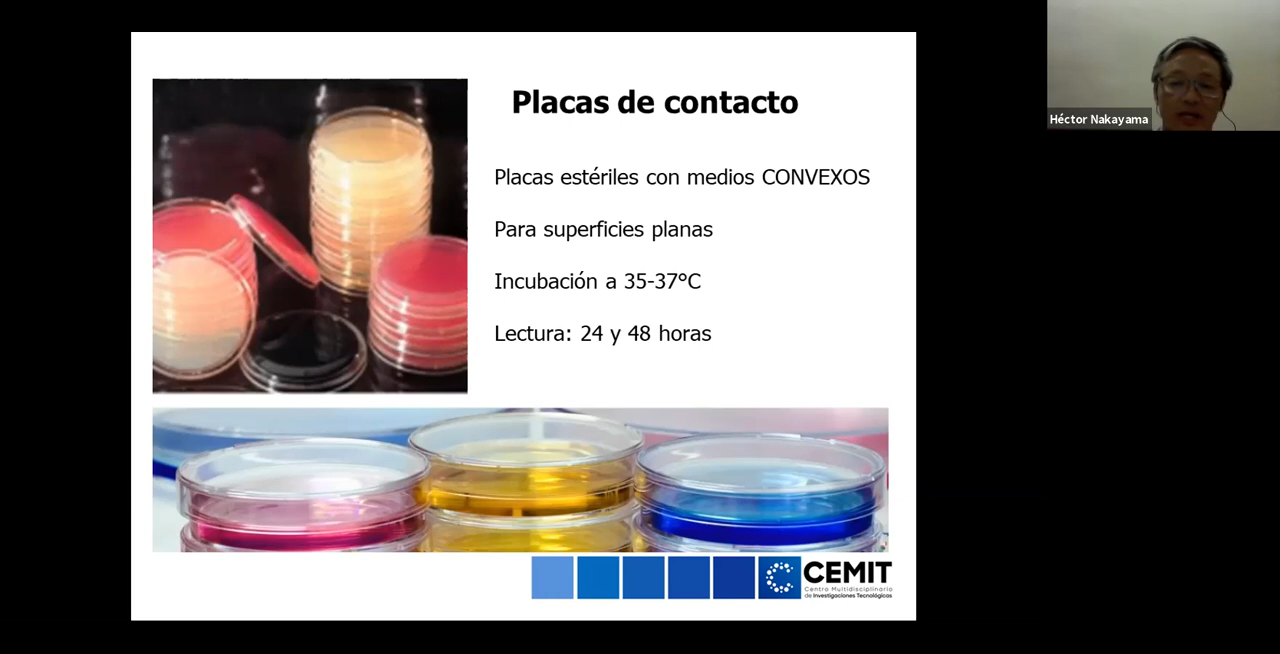 Placas de contacto
Placas estériles con medios CONVEXOS
Para superficies planas
Incubación a 35-37°C
Lectura: 24 y 48 horas
CEMIT
Centro Multidisciplinario
de Investigaciones Tecnológicas
Héctor Nakayama